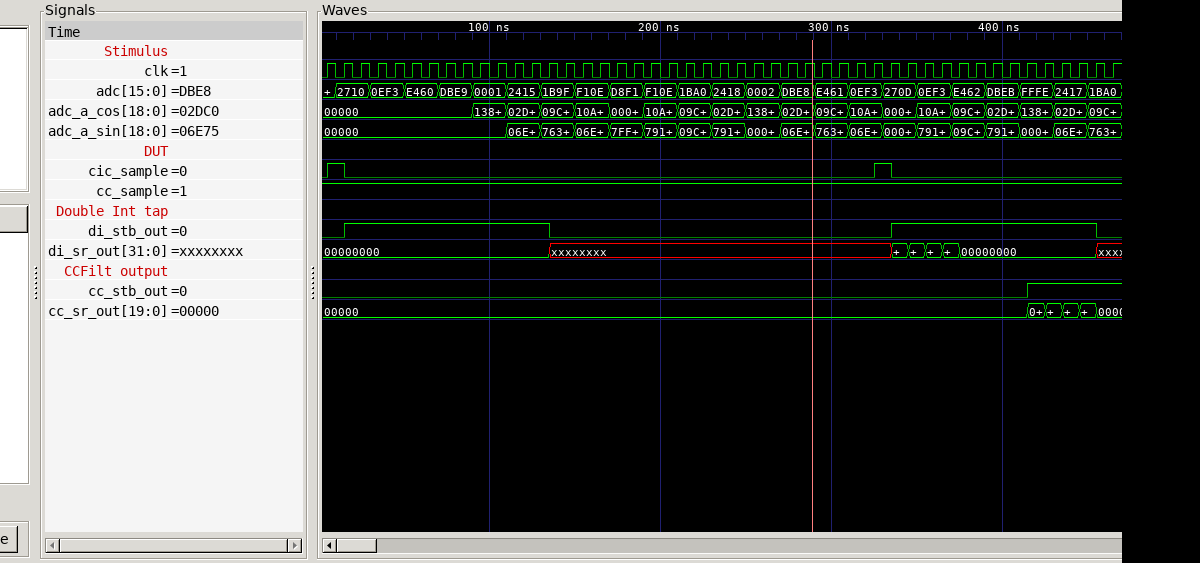 Signals
Waves
Time
100 ns 200 ns 300 ns 400 ns
Stimulus
clk =1
adc[15:0] =DBE8 + 2710 0EF3 E460 DBE9 0001 2415 1B9F F10E D8F1 F10E 1BA0 2418 0002 DBE8 E461 0EF3 270D 0EF3 E462 DBEB FFFE 2417 1BA0
adc_a_cos[18:0] =02DC0 00000 138+ 02D+ 09C+ 10A+ 000+ 10A+ 09C+ 02D+ 138+ 02D+ 09C+ 10A+ 000+ 10A+ 09C+ 02D+ 138+ 02D+ 09C+
adc_a_sin[18:0] =06E75 00000 06E+ 763+ 06E+ 7FF+ 791+ 09C+ 791+ 000+ 06E+ 763+ 06E+ 000+ 791+ 09C+ 791+ 000+ 06E+ 763+
DUT
cic_sample =0
cc_sample =1
Double Int tap
di_stb_out =0
di_sr_out[31:0] =xxxxxxxx 00000000 xxxxxxxx + + + + 00000000 xxxx
CCFilt output
cc_stb_out =0
cc_sr_out[19:0] =00000 00000 0+ + + + 0000
e